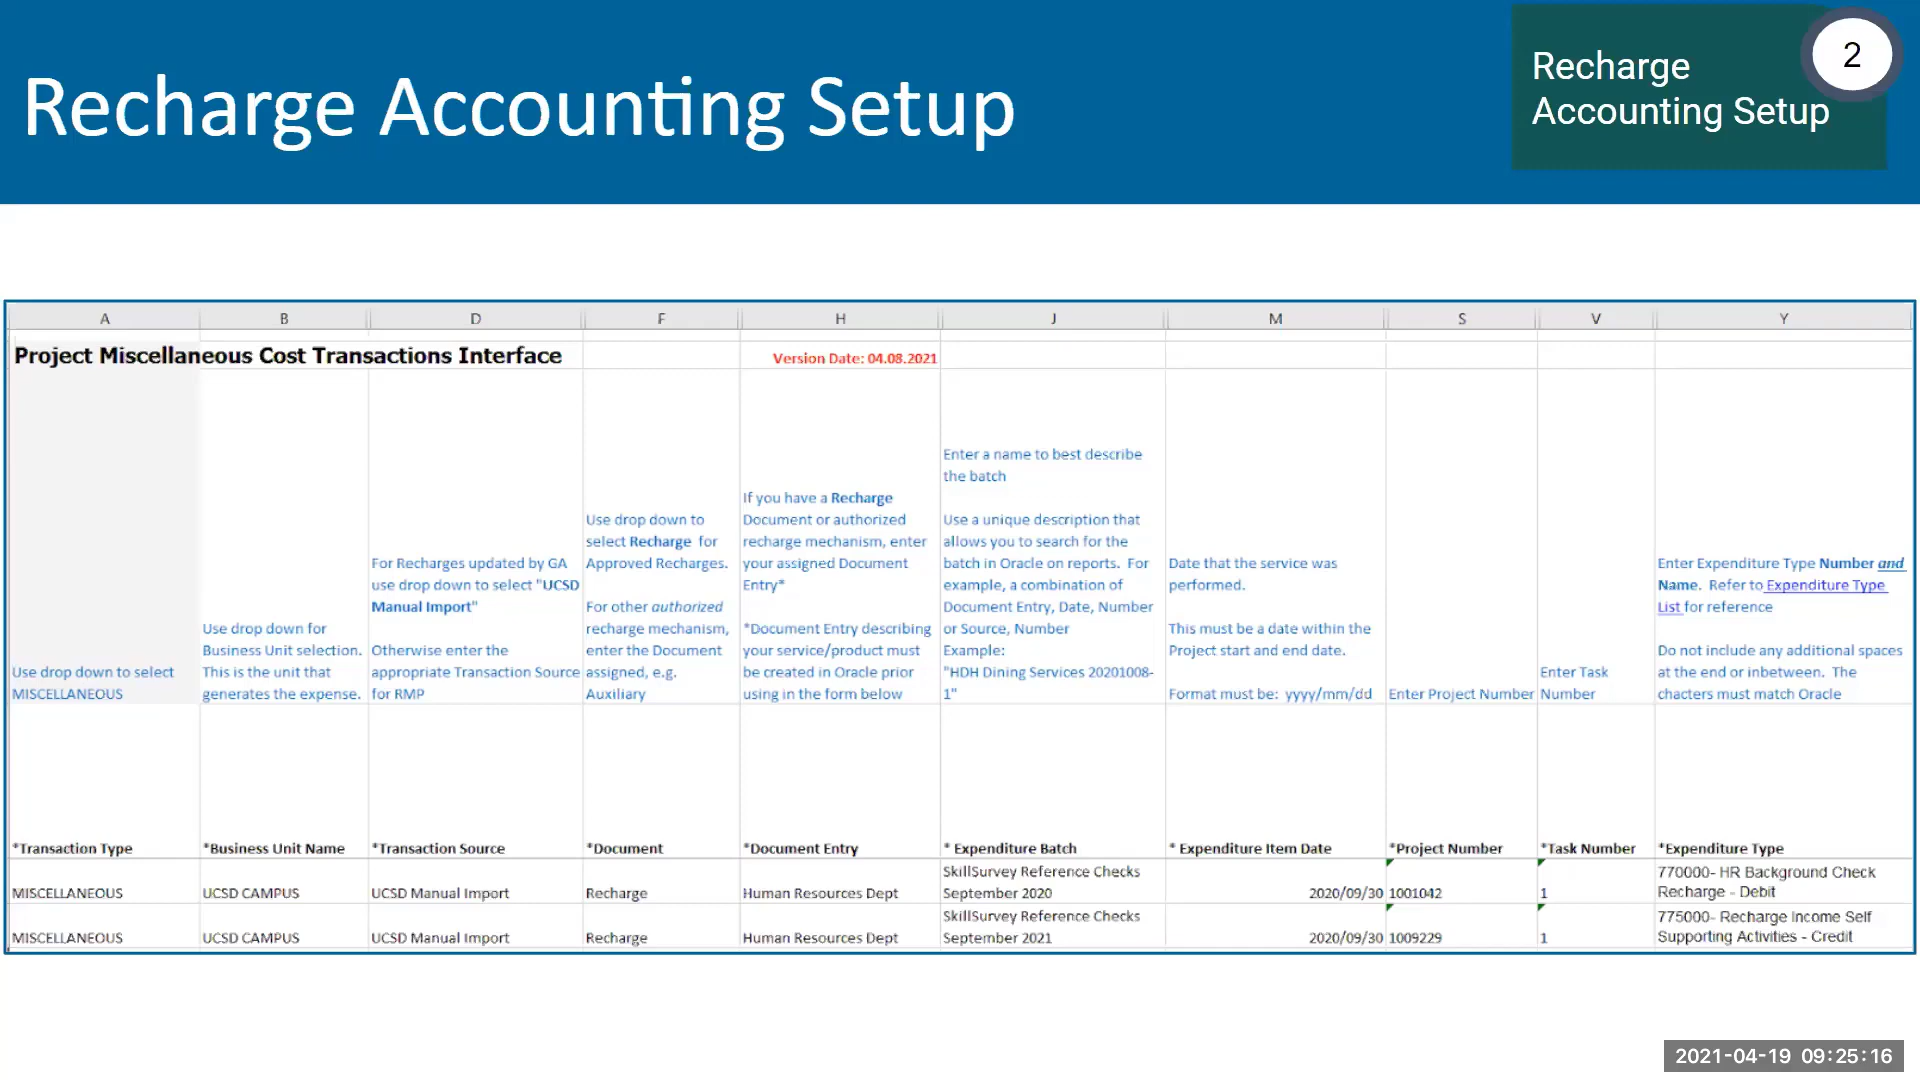 Recharge Accounting Setup
Recharge
Accounting Setup
2
A B D F H J M S V Y
Project Miscellaneous Cost Transactions Interface
Version Date: 04.08.2021
Use drop down to select
MISCELLANEOUS
Use drop down for
Business Unit selection.
This is the unit that
generates the expense.
For Recharges updated by GA
use drop down to select "UCSD
Manual Import"
Otherwise enter the
appropriate Transaction Source
for RMP
Use drop down to
select Recharge for
Approved Recharges.
For other authorized
recharge mechanism,
enter the Document
assigned, e.g.
Auxiliary
If you have a Recharge
Document or authorized
recharge mechanism, enter
your assigned Document
Entry*
*Document Entry describing
your service/product must
be created in Oracle prior
using in the form below
Enter a name to best describe
the batch
Use a unique description that
allows you to search for the
batch in Oracle on reports. For
example, a combination of
Document Entry, Date, Number
or Source, Number
Example:
"HDH Dining Services 20201008-
1"
Date that the service was
performed.
This must be a date within the
Project start and end date.
Format must be: yyyy/mm/dd
Enter Project Number
Enter Task
Number
Enter Expenditure Type Number and
Name. Refer to Expenditure Type
List for reference
Do not include any additional spaces
at the end or inbetween. The
chacters must match Oracle
*Transaction Type *Business Unit Name *Transaction Source *Document *Document Entry * Expenditure Batch * Expenditure Item Date *Project Number *Task Number *Expenditure Type
MISCELLANEOUS UCSD CAMPUS UCSD Manual Import Recharge Human Resources Dept
SkillSurvey Reference Checks
September 2020
2020/09/30 1001042 1
770000- HR Background Check
Recharge - Debit
MISCELLANEOUS UCSD CAMPUS UCSD Manual Import Recharge Human Resources Dept
SkillSurvey Reference Checks
September 2021
2020/09/30 1009229 1
775000- Recharge Income Self
Supporting Activities - Credit
2021-04-19 09:25:16